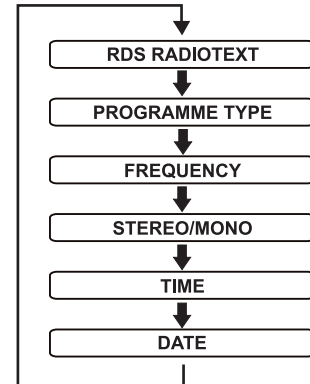 RDS RADIOTEXT
PROGRAMME TYPE
FREQUENCY
STEREO/MONO
TIME
DATE